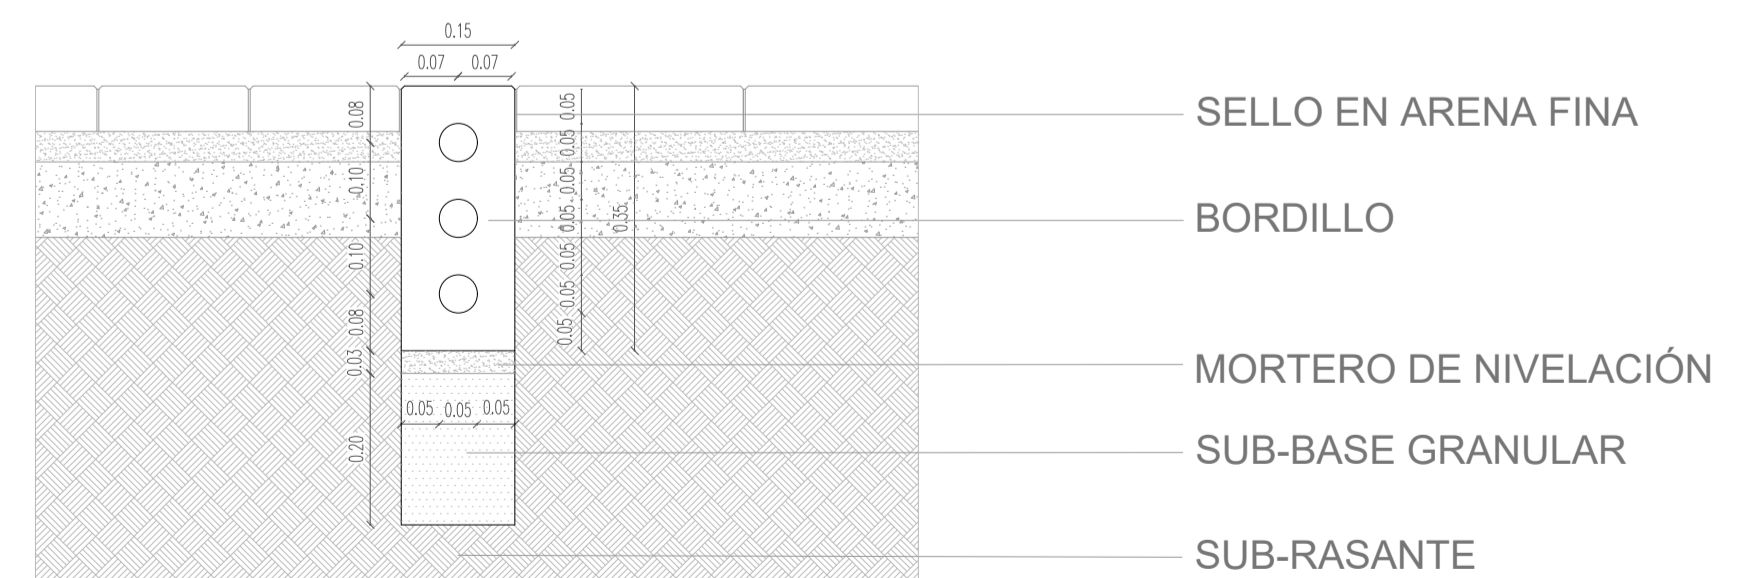 0.15
0.07 0.07
0.08
0.10
0.10
0.08
0.03
0.20
0.05
0.05
0.05
0.05
0.05
0.05
0.05
0.35
0.05 0.05 0.05
SELLO EN ARENA FINA
BORDILLO
MORTERO DE NIVELACIÓN
SUB-BASE GRANULAR
SUB-RASANTE